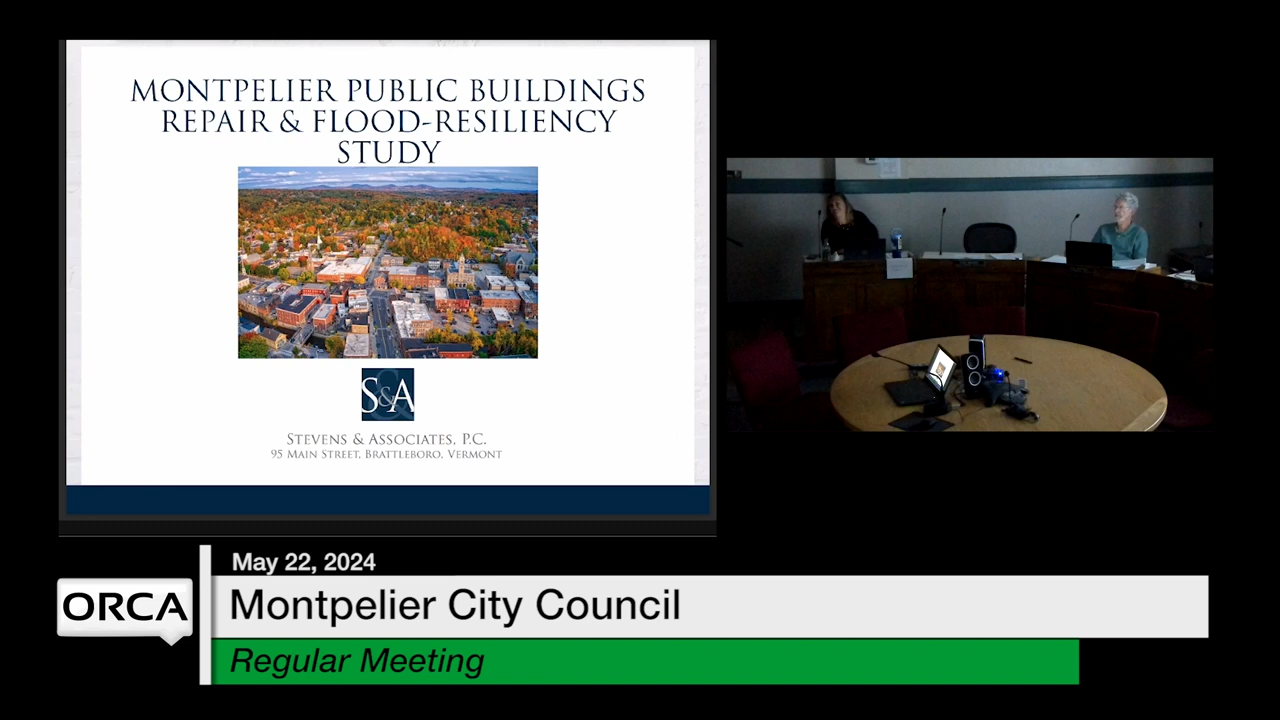 MONTPELIER PUBLIC BUILDINGS
REPAIR & FLOOD-RESILIENCY
STUDY
S&A
STEVENS & ASSOCIATES, P.C.
95 MAIN STREET, BRATTLEBORO, VERMONT
May 22, 2024
ORCA
Montpelier City Council
Regular Meeting